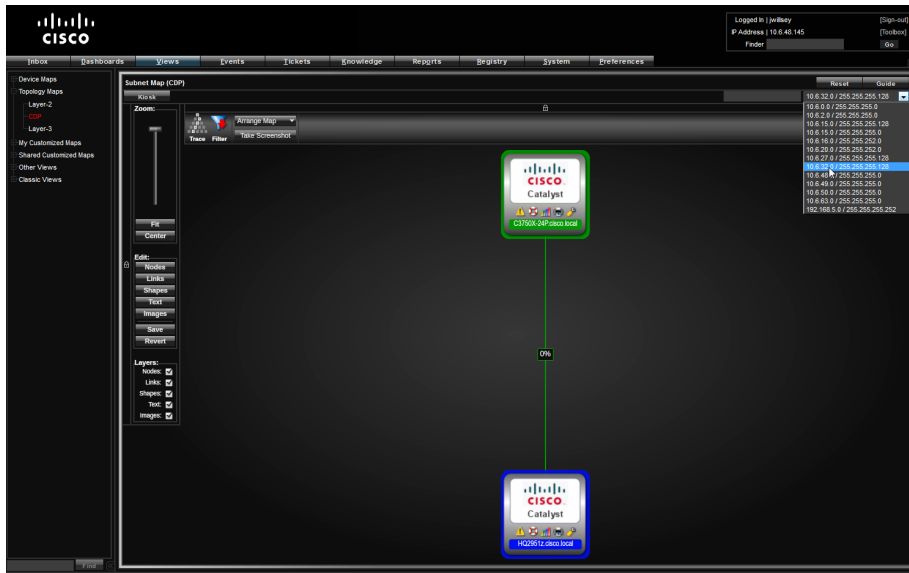 CISCO
Logged In | jwillsey [Sign-out]
IP Address | 10.6.48.145 [Toolbox]
Finder Go
Inbox Dashboards Views Events Tickets Knowledge Reports Registry System Preferences
Device Maps
Topology Maps
Layer-2
CDP
Layer-3
My Customized Maps
Shared Customized Maps
Other Views
Classic Views
Find
Subnet Map (CDP)
Reset Guide
Kiosk
10.6.32.0 / 255.255.255.128
10.6.0.0 / 255.255.255.0
10.6.2.0 / 255.255.255.0
10.6.15.0 / 255.255.255.128
10.6.15.0 / 255.255.255.0
10.6.16.0 / 255.255.252.0
10.6.20.0 / 255.255.252.0
10.6.27.0 / 255.255.255.128
10.6.32.0 / 255.255.255.128
10.6.48.0 / 255.255.255.0
10.6.49.0 / 255.255.255.0
10.6.50.0 / 255.255.255.0
10.6.63.0 / 255.255.255.0
192.168.5.0 / 255.255.255.252
Zoom:
Fit
Center
Edit:
Nodes
Links
Shapes
Text
Images
Save
Revert
Layers:
Nodes:
Links:
Shapes:
Text:
Images:
Trace Filter
Arrange Map
Take Screenshot
CISCO
Catalyst
C3750X-24P.cisco.local
0%
CISCO
Catalyst
HQ2951z.cisco.local